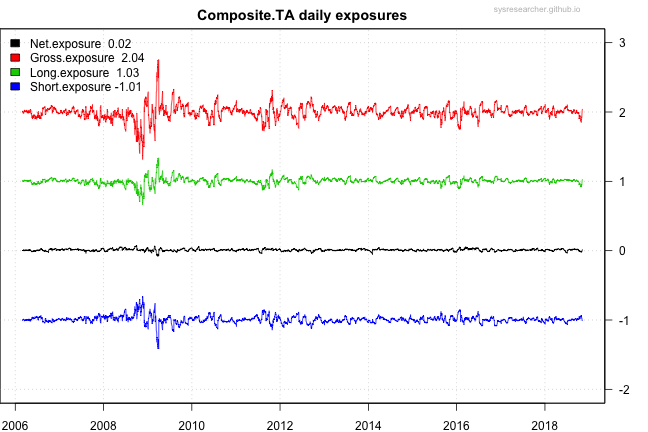 Composite.TA daily exposures
sysresearcher.github.io
Net.exposure 0.02
Gross.exposure 2.04
Long.exposure 1.03
Short.exposure -1.01
3
2
1
0
-1
-2
2006 2008 2010 2012 2014 2016 2018